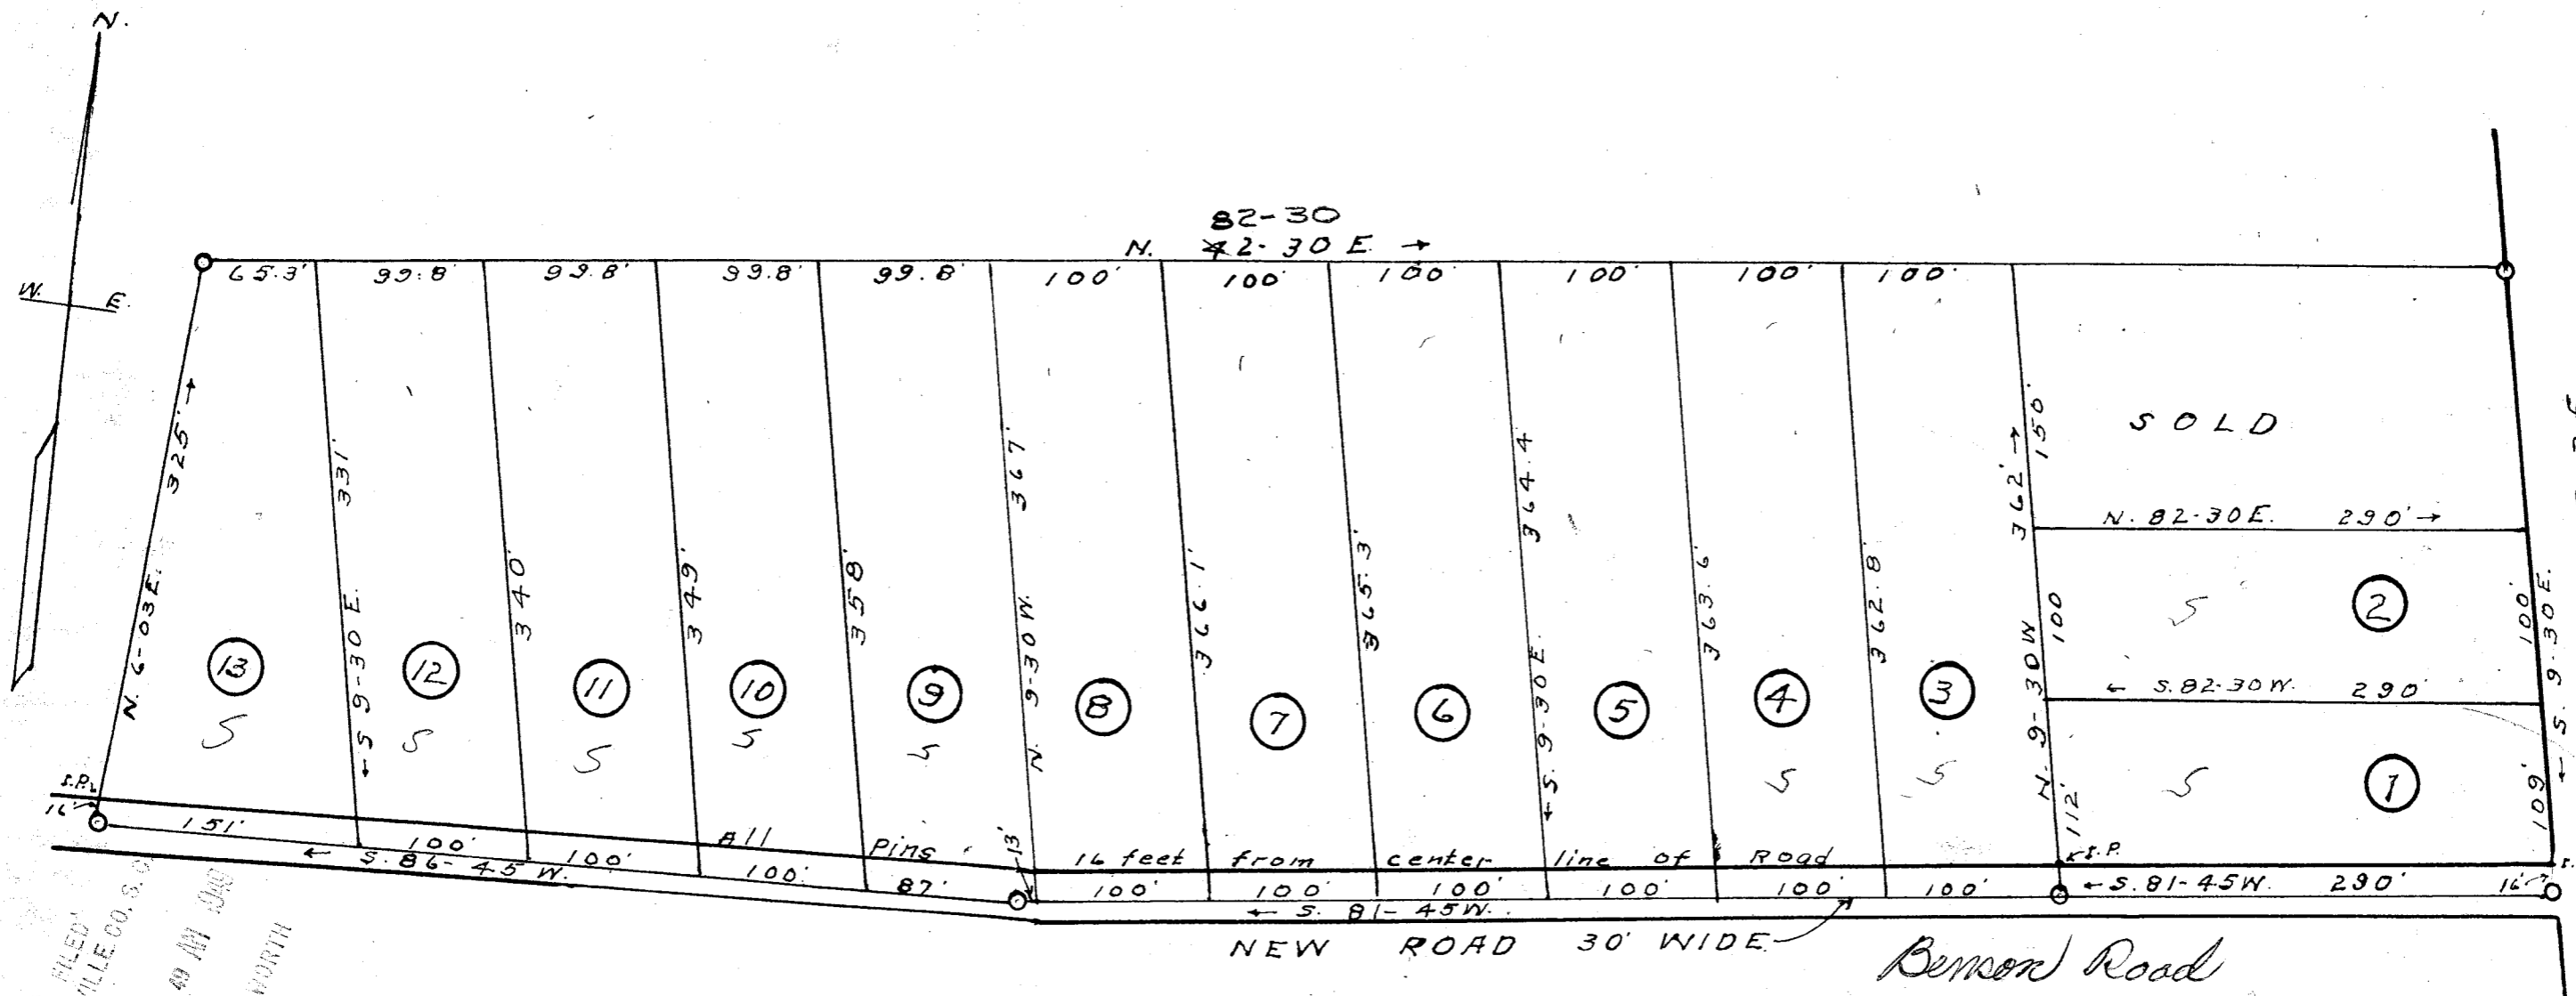 N.
W. E.
82-30
N. 42-30 E. →
65.3' 99.8' 99.8' 99.8' 99.8' 100' 100' 100' 100' 100' 100'
N. 6-03E. 325' →
← S 9-30 E. 331'
340'
349'
358'
N. 9-30 W. 367'
366.1'
365.3'
← S. 9-30 E. 364.4
363.6'
362.8'
N. 9-30 W 362' →
150'
100
112'
SOLD
N. 82-30 E. 290' →
S 2
100'
← S. 9-30 E.
← S. 82-30 W. 290'
S 1
109'
13 12 11 10 9 8 7 6 5 4 3
S S S S S S S
S.P.
16'
151' 100' 100' 100' 87'
← S. 86-45 W.
13'
All Pins 16 feet from center line of Road
S.P.
100' 100' 100' 100' 100' 100'
← S. 81-45 W. 290' 16'
← S. 81-45 W.
NEW ROAD 30' WIDE
Benson Road
FILED
VILLE CO. S. C.
WORTH